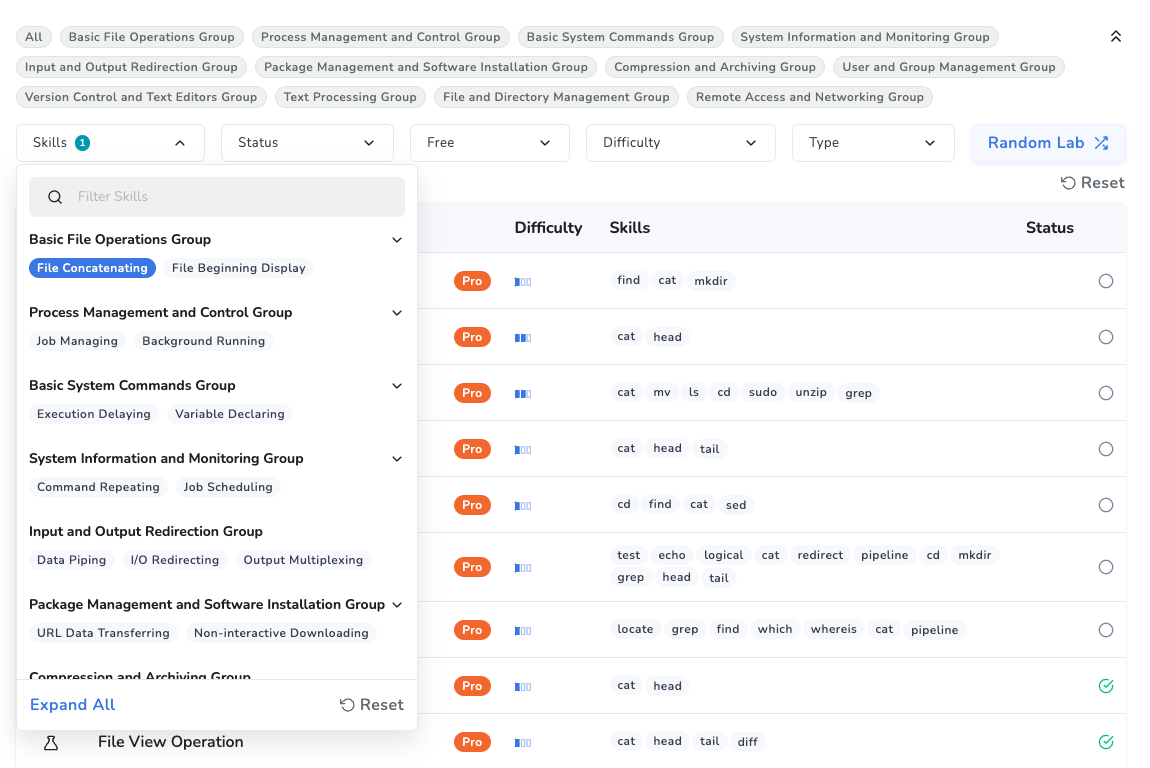 All Basic File Operations Group Process Management and Control Group Basic System Commands Group System Information and Monitoring Group
Input and Output Redirection Group Package Management and Software Installation Group Compression and Archiving Group User and Group Management Group
Version Control and Text Editors Group Text Processing Group File and Directory Management Group Remote Access and Networking Group
Skills 1 Status Free Difficulty Type Random Lab
Reset
Filter Skills
Basic File Operations Group
File Concatenating File Beginning Display
Process Management and Control Group
Job Managing Background Running
Basic System Commands Group
Execution Delaying Variable Declaring
System Information and Monitoring Group
Command Repeating Job Scheduling
Input and Output Redirection Group
Data Piping I/O Redirecting Output Multiplexing
Package Management and Software Installation Group
URL Data Transferring Non-interactive Downloading
Compression and Archiving Group
Expand All Reset
Difficulty Skills Status
Pro find cat mkdir
Pro cat head
Pro cat mv ls cd sudo unzip grep
Pro cat head tail
Pro cd find cat sed
Pro test echo logical cat redirect pipeline cd mkdir
grep head tail
Pro locate grep find which whereis cat pipeline
Pro cat head
File View Operation Pro cat head tail diff